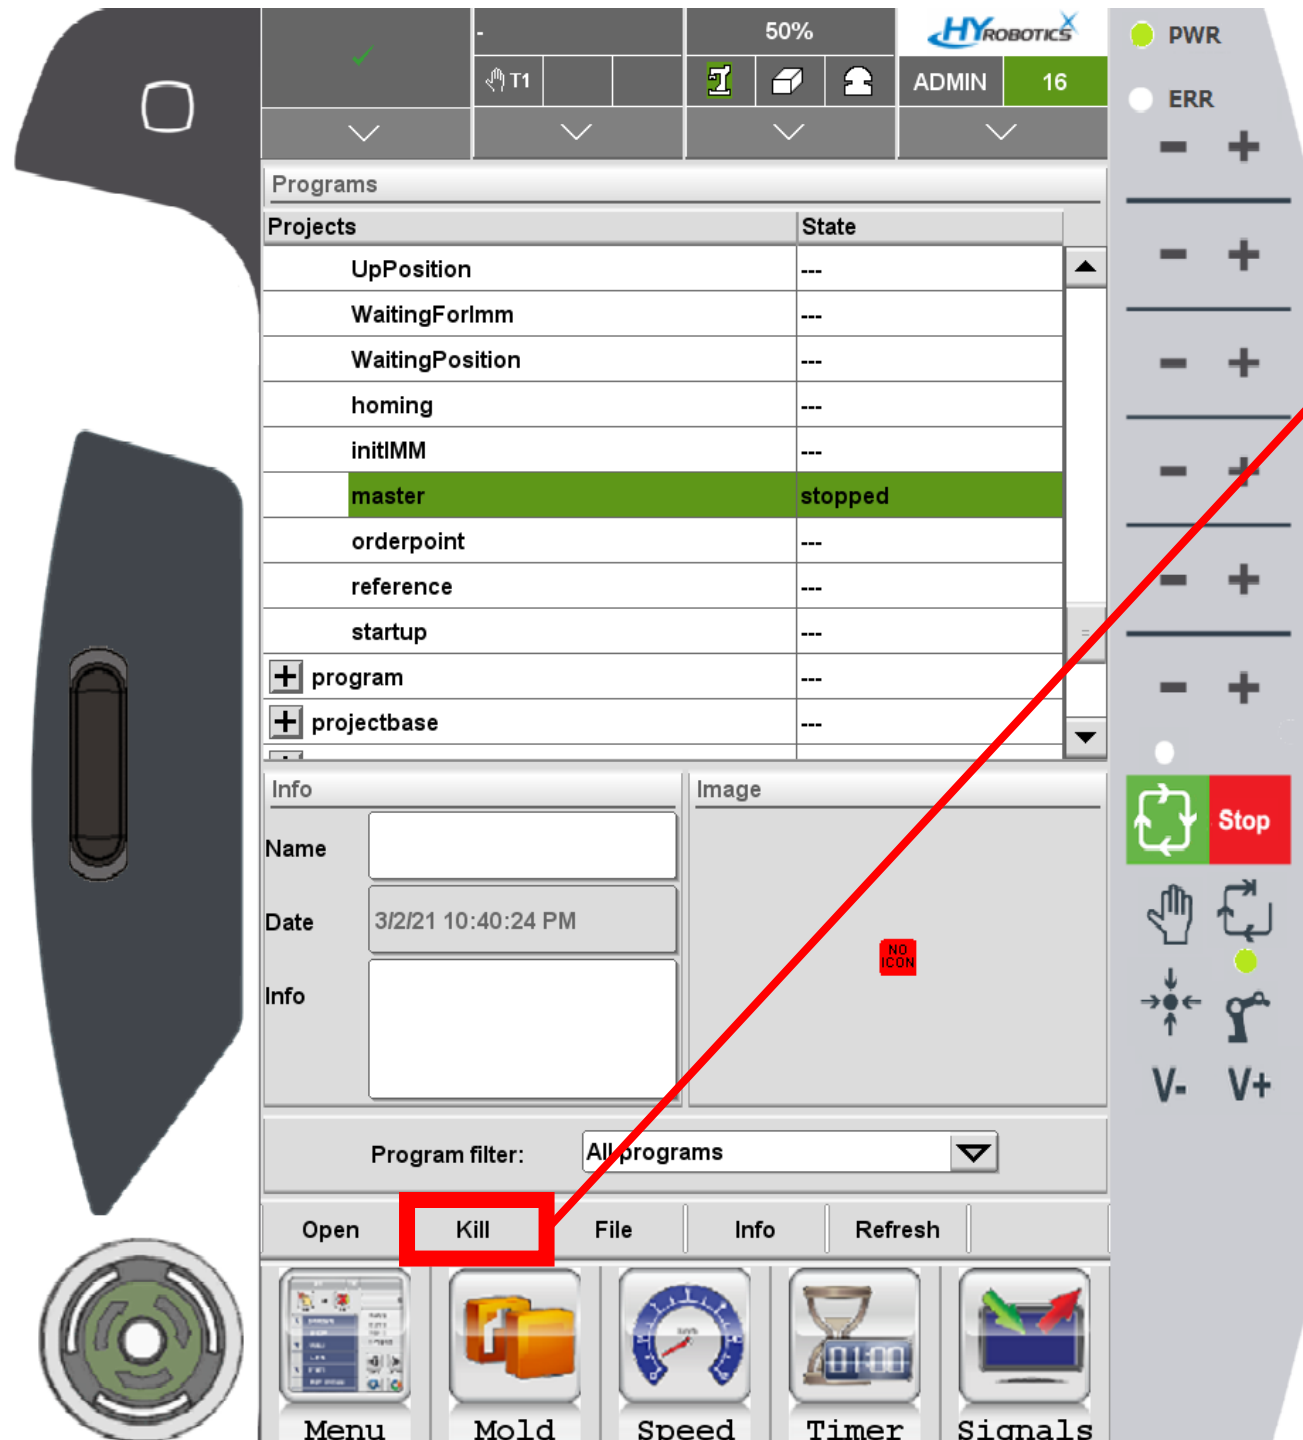 -
50%
HYROBOTICS
PWR
T1
ADMIN
16
ERR
Programs
Projects
State
UpPosition
---
WaitingForImm
---
WaitingPosition
---
homing
---
initIMM
---
master
stopped
orderpoint
---
reference
---
startup
---
program
---
projectbase
---
Info
Image
Name
Date
3/2/21 10:40:24 PM
Info
NO
ICON
Stop
V- V+
Program filter:
All programs
Open
Kill
File
Info
Refresh
01:00
Menu
Mold
Speed
Timer
Signals